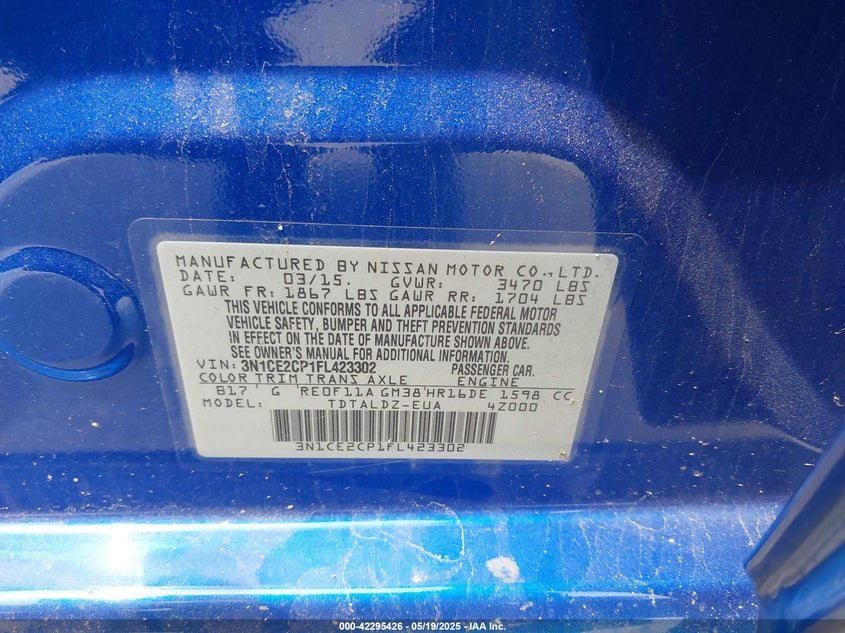 MANUFACTURED BY NISSAN MOTOR CO., LTD.
DATE: 03/15. GVWR: 3470 LBS
GAWR FR: 1867 LBS GAWR RR: 1704 LBS
THIS VEHICLE CONFORMS TO ALL APPLICABLE FEDERAL MOTOR
VEHICLE SAFETY, BUMPER AND THEFT PREVENTION STANDARDS
IN EFFECT ON THE DATE OF MANUFACTURE SHOWN ABOVE.
SEE OWNER'S MANUAL FOR ADDITIONAL INFORMATION.
VIN: 3N1CE2CP1FL423302 PASSENGER CAR.
COLOR TRIM TRANS AXLE ENGINE
B17 G RE0F11A GM38 HR16DE 1598 CC
MODEL: TDTALDZ-EUA 4Z000
3N1CE2CP1FL423302
000-42295426 - 05/19/2025 - IAA Inc.